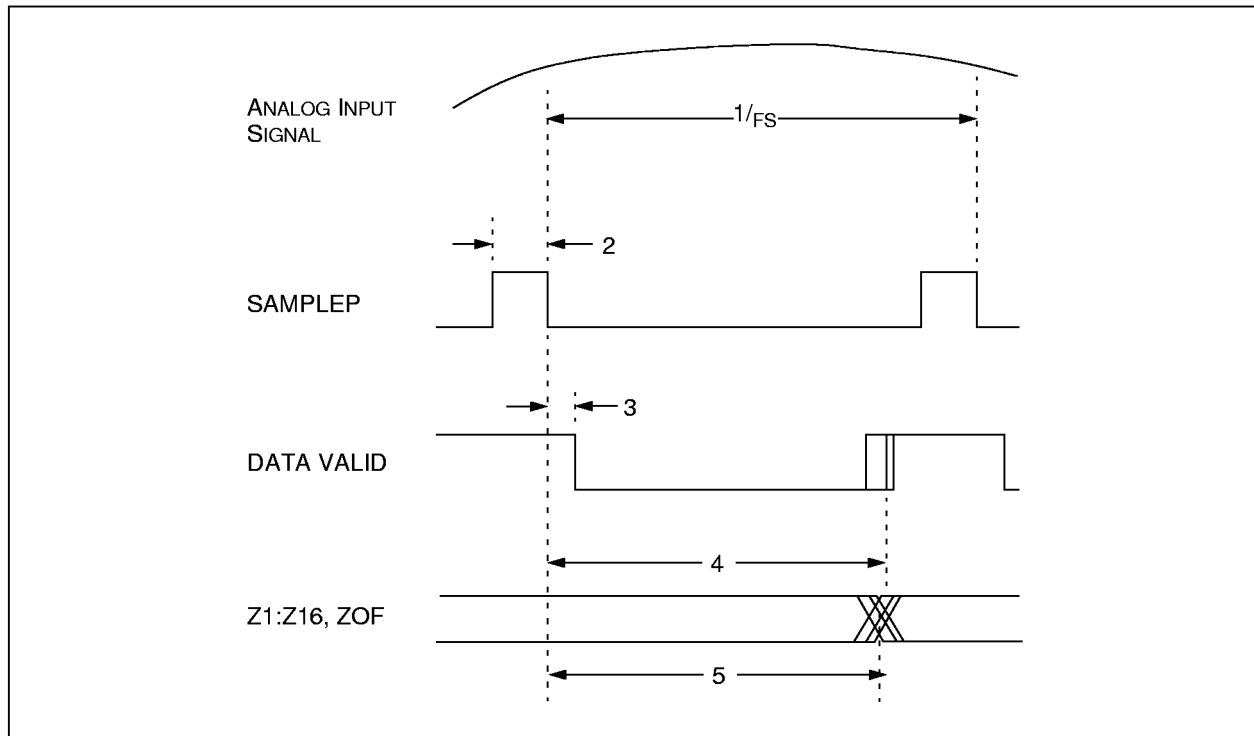 ANALOG INPUT
SIGNAL
1/FS
2
SAMPLEP
3
DATA VALID
4
Z1:Z16, ZOF
5